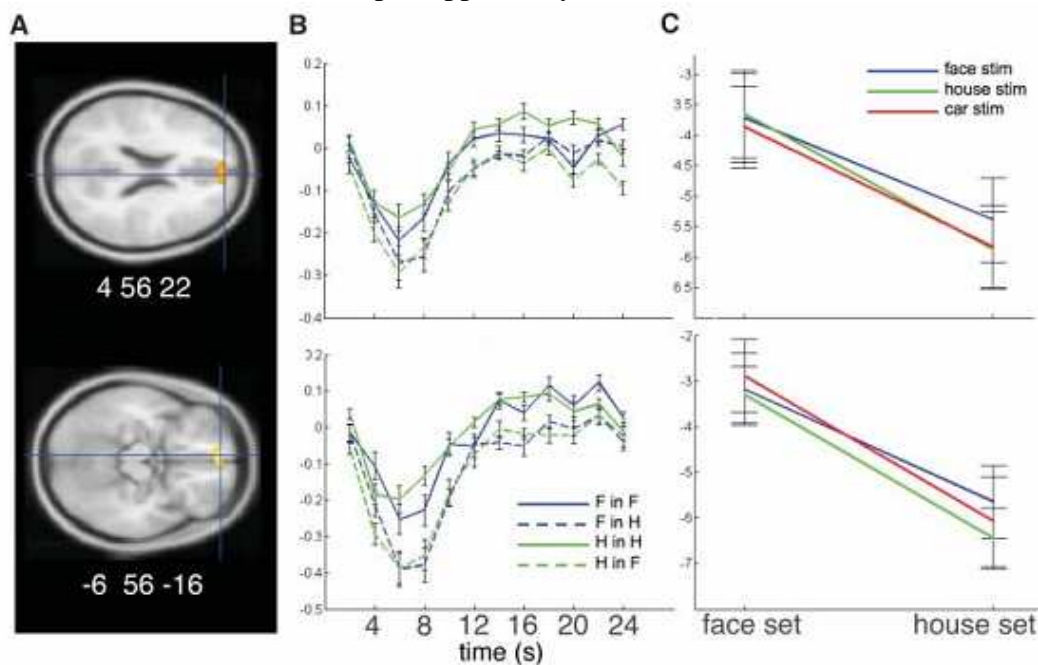 A
B
C
4 56 22
0.2
0.1
0
-0.1
-0.2
-0.3
-0.4
-3
3.5
-4
4.5
-5
5.5
-6
6.5
face stim
house stim
car stim
-6 56 -16
0.2
0.1
0
-0.1
-0.2
-0.3
-0.4
-0.5
F in F
F in H
H in H
H in F
4 8 12 16 20 24
time (s)
-2
-3
-4
-5
-6
-7
face set house set